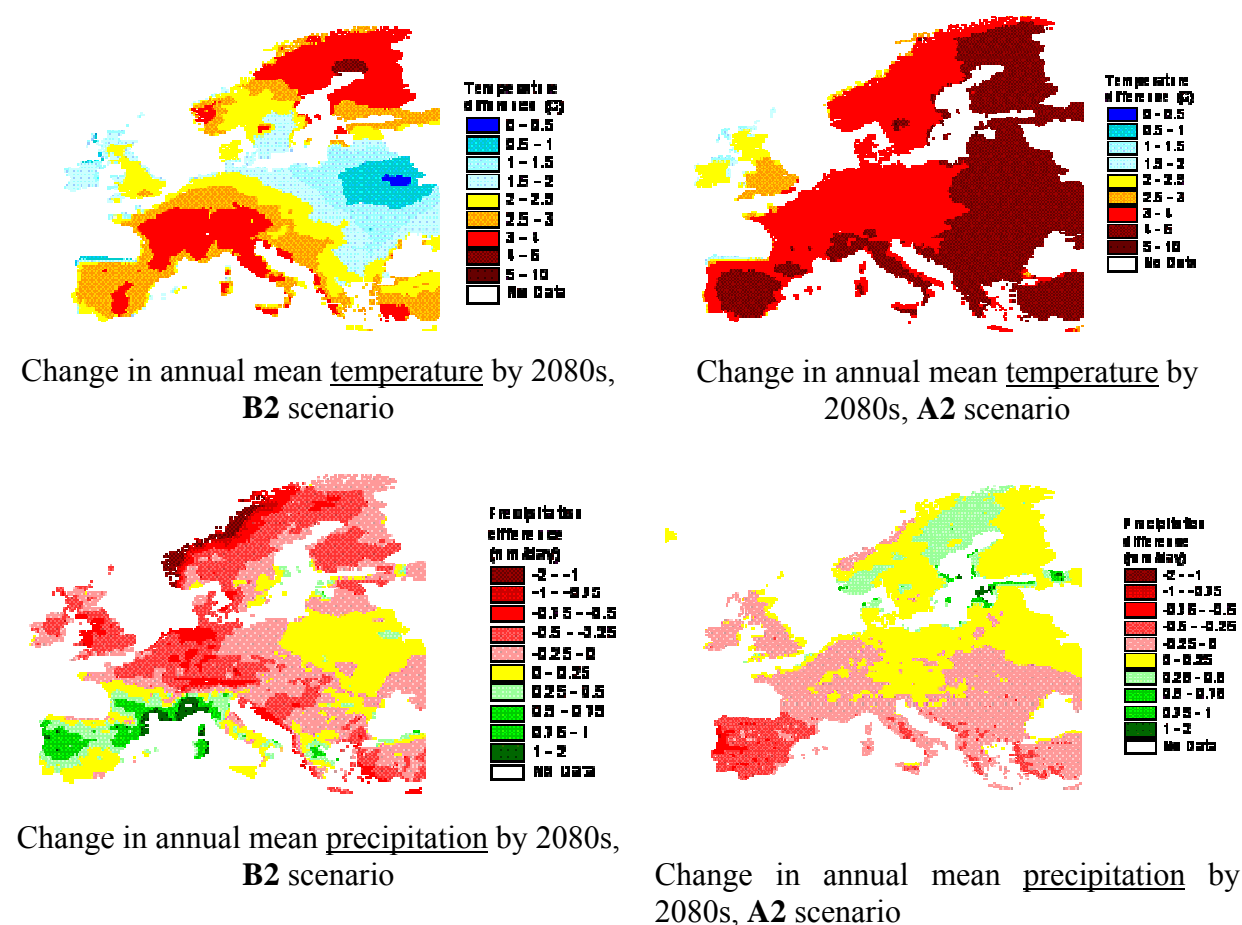 Temperature
difference (C)
0 - 0.5
0.5 - 1
1 - 1.5
1.5 - 2
2 - 2.5
2.5 - 3
3 - 4
4 - 5
5 - 10
No Data
Change in annual mean temperature by 2080s,
B2 scenario
Temperature
difference (C)
0 - 0.5
0.5 - 1
1 - 1.5
1.5 - 2
2 - 2.5
2.5 - 3
3 - 4
4 - 5
5 - 10
No Data
Change in annual mean temperature by
2080s, A2 scenario
Precipitation
difference
(mm/day)
-2 - -1
-1 - -0.75
-0.75 - -0.5
-0.5 - -0.25
-0.25 - 0
0 - 0.25
0.25 - 0.5
0.5 - 0.75
0.75 - 1
1 - 2
No Data
Change in annual mean precipitation by 2080s,
B2 scenario
Precipitation
difference
(mm/day)
-2 - -1
-1 - -0.75
-0.75 - -0.5
-0.5 - -0.25
-0.25 - 0
0 - 0.25
0.25 - 0.5
0.5 - 0.75
0.75 - 1
1 - 2
No Data
Change in annual mean precipitation by
2080s, A2 scenario